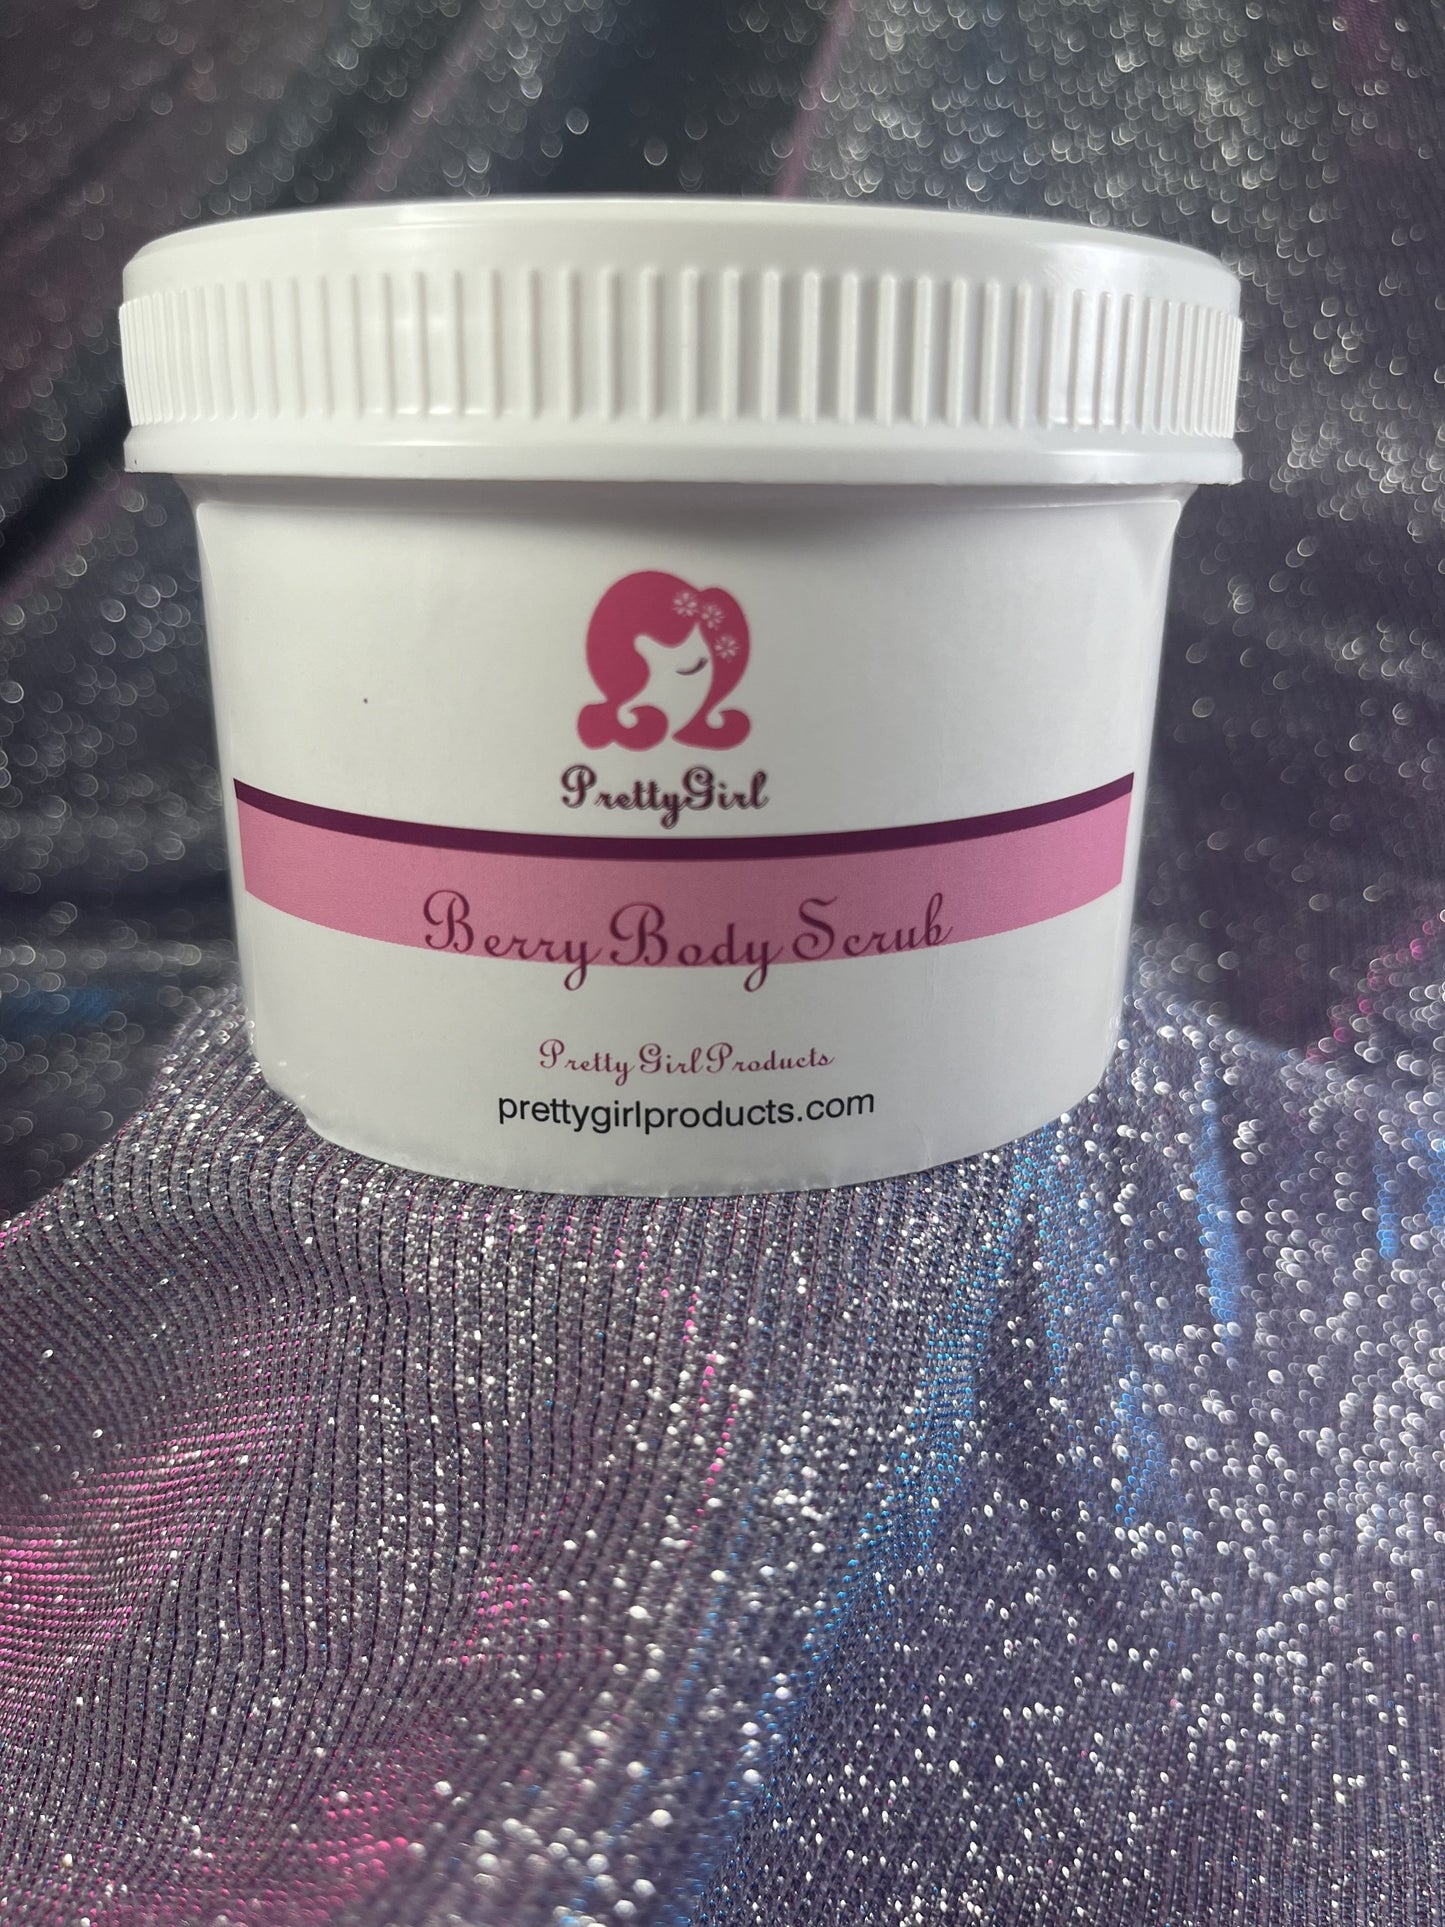 PrettyGirl
Berry Body Scrub
Pretty Girl Products
prettygirlproducts.com